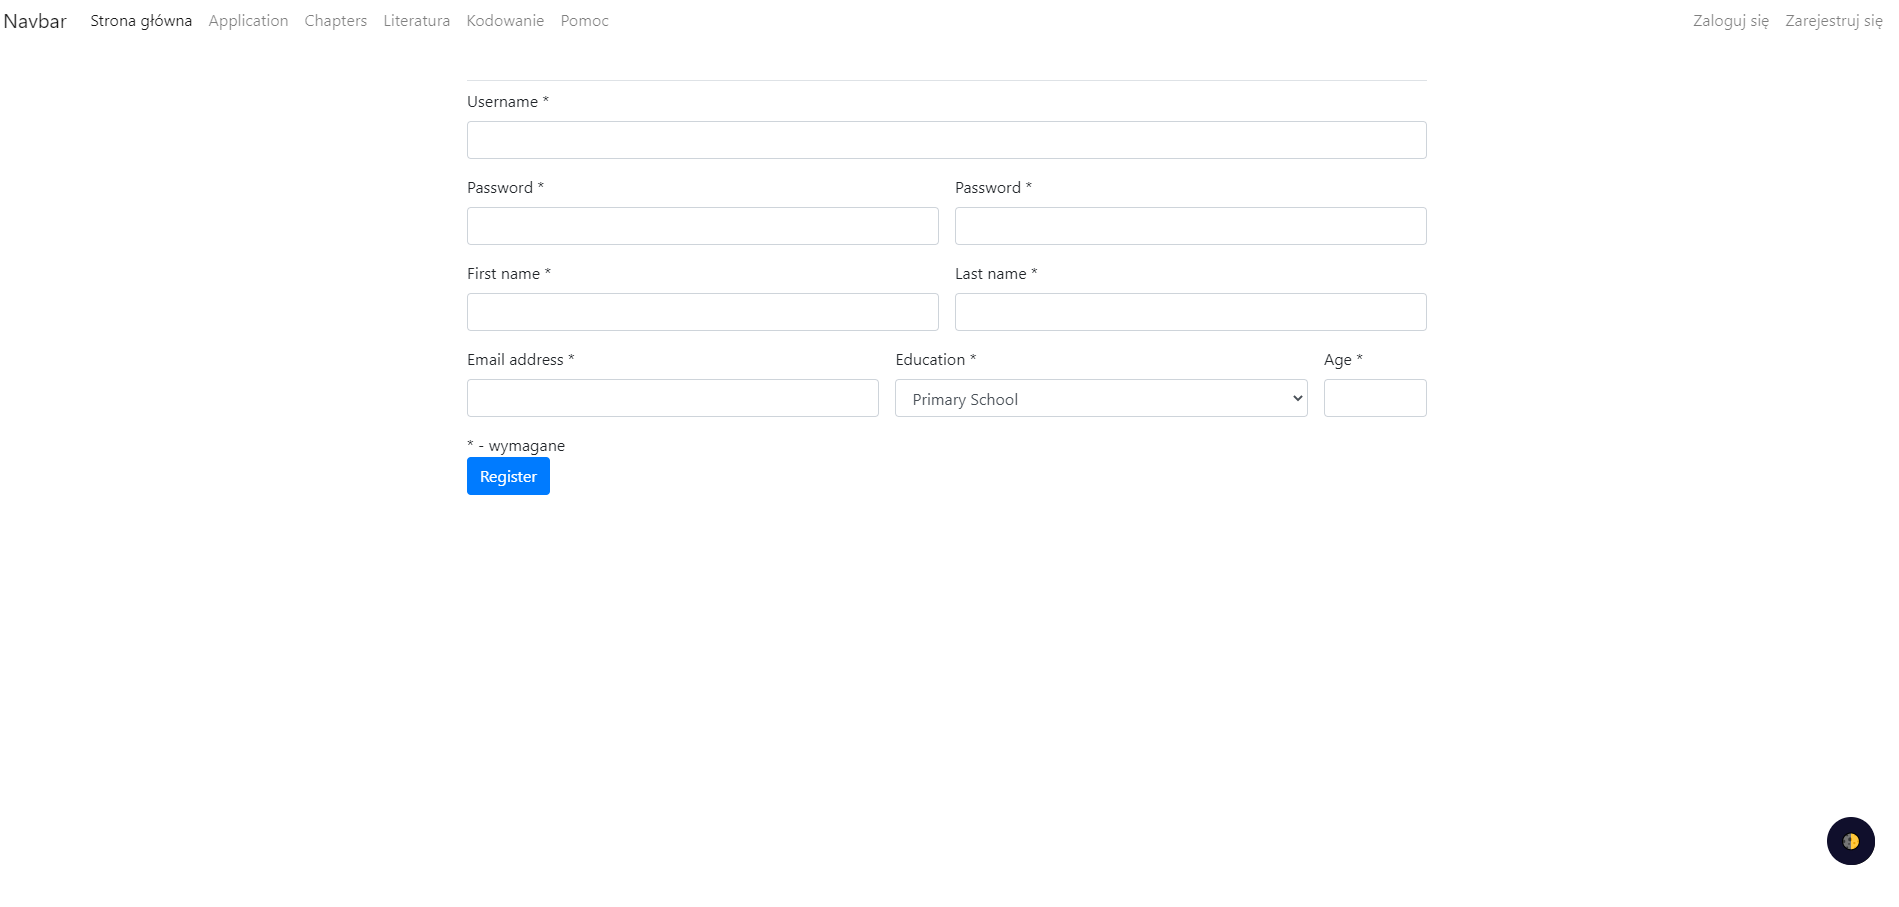 Navbar Strona główna Application Chapters Literatura Kodowanie Pomoc Zaloguj się Zarejestruj się
Username *
Password * Password *
First name * Last name *
Email address * Education * Age *
Primary School
* - wymagane
Register